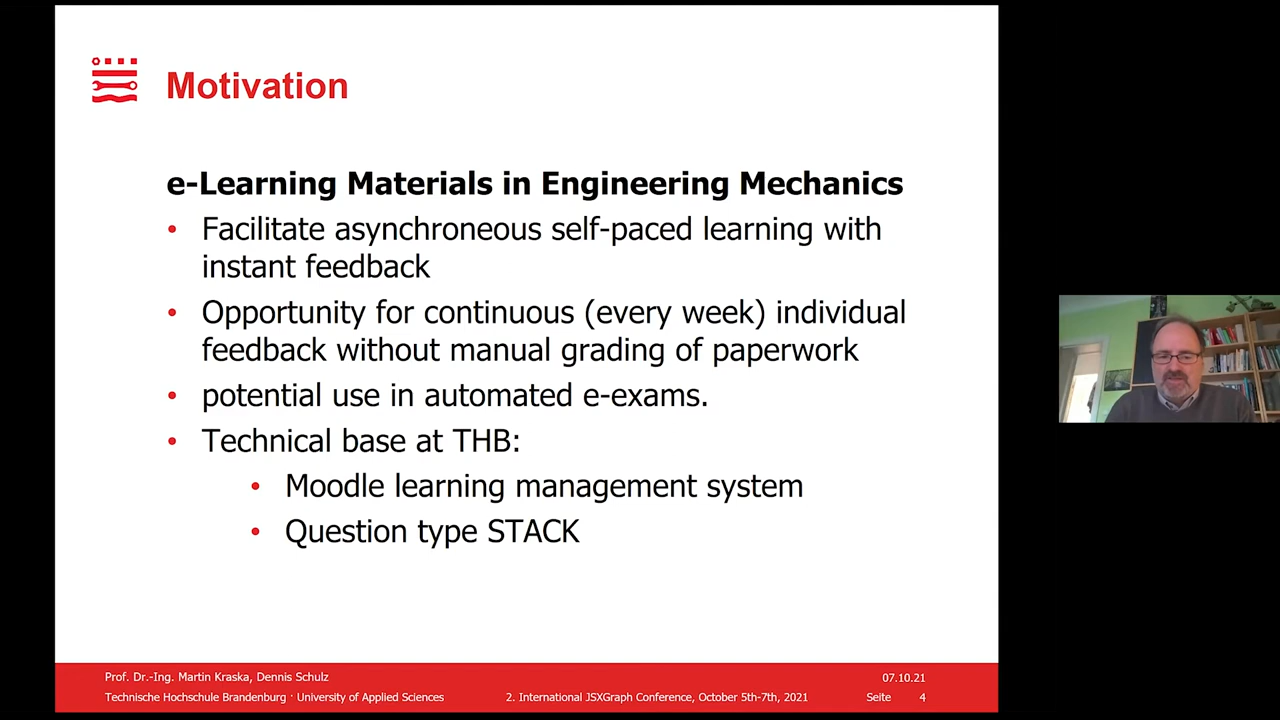 Motivation
e-Learning Materials in Engineering Mechanics
• Facilitate asynchroneous self-paced learning with
instant feedback
• Opportunity for continuous (every week) individual
feedback without manual grading of paperwork
• potential use in automated e-exams.
• Technical base at THB:
• Moodle learning management system
• Question type STACK
Prof. Dr.-Ing. Martin Kraska, Dennis Schulz
07.10.21
Technische Hochschule Brandenburg · University of Applied Sciences
2. International JSXGraph Conference, October 5th-7th, 2021
Seite 4